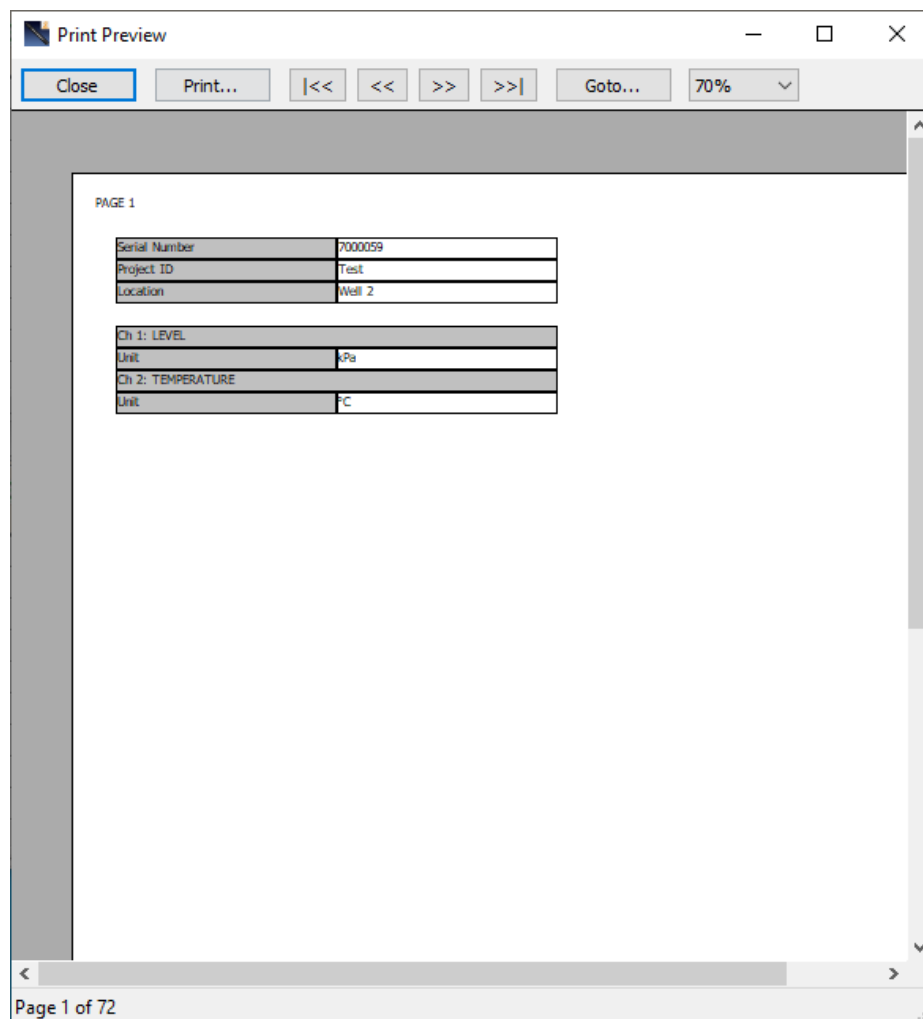 Print Preview
Close Print... |<< << >> >>| Goto... 70%
PAGE 1
Serial Number 7000059
Project ID Test
Location Well 2
Ch 1: LEVEL
Unit kPa
Ch 2: TEMPERATURE
Unit °C
Page 1 of 72